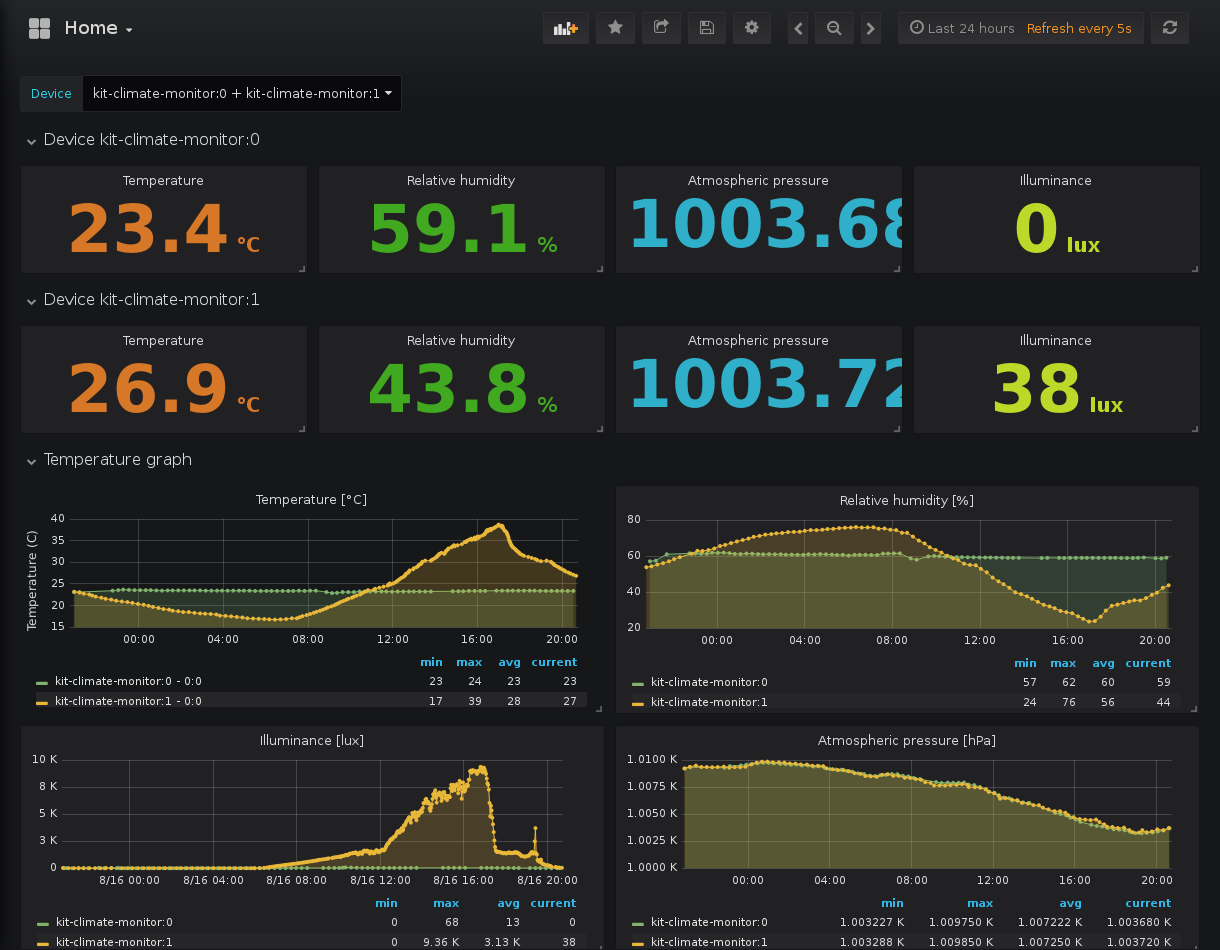 Home
Last 24 hours Refresh every 5s
Device kit-climate-monitor:0 + kit-climate-monitor:1
Device kit-climate-monitor:0
Temperature Relative humidity Atmospheric pressure Illuminance
23.4 °C 59.1 % 1003.68 0 lux
Device kit-climate-monitor:1
Temperature Relative humidity Atmospheric pressure Illuminance
26.9 °C 43.8 % 1003.72 38 lux
Temperature graph
Temperature [°C]
Temperature (C)
40
35
30
25
20
15
00:00 04:00 08:00 12:00 16:00 20:00
min max avg current
kit-climate-monitor:0 - 0:0 23 24 23 23
kit-climate-monitor:1 - 0:0 17 39 28 27
Relative humidity [%]
80
60
40
20
00:00 04:00 08:00 12:00 16:00 20:00
min max avg current
kit-climate-monitor:0 57 62 60 59
kit-climate-monitor:1 24 76 56 44
Illuminance [lux]
10 K
8 K
5 K
3 K
0
8/16 00:00 8/16 04:00 8/16 08:00 8/16 12:00 8/16 16:00 8/16 20:00
min max avg current
kit-climate-monitor:0 0 68 13 0
kit-climate-monitor:1 0 9.36 K 3.13 K 38
Atmospheric pressure [hPa]
1.0100 K
1.0075 K
1.0050 K
1.0025 K
1.0000 K
00:00 04:00 08:00 12:00 16:00 20:00
min max avg current
kit-climate-monitor:0 1.003227 K 1.009750 K 1.007222 K 1.003680 K
kit-climate-monitor:1 1.003288 K 1.009850 K 1.007250 K 1.003720 K